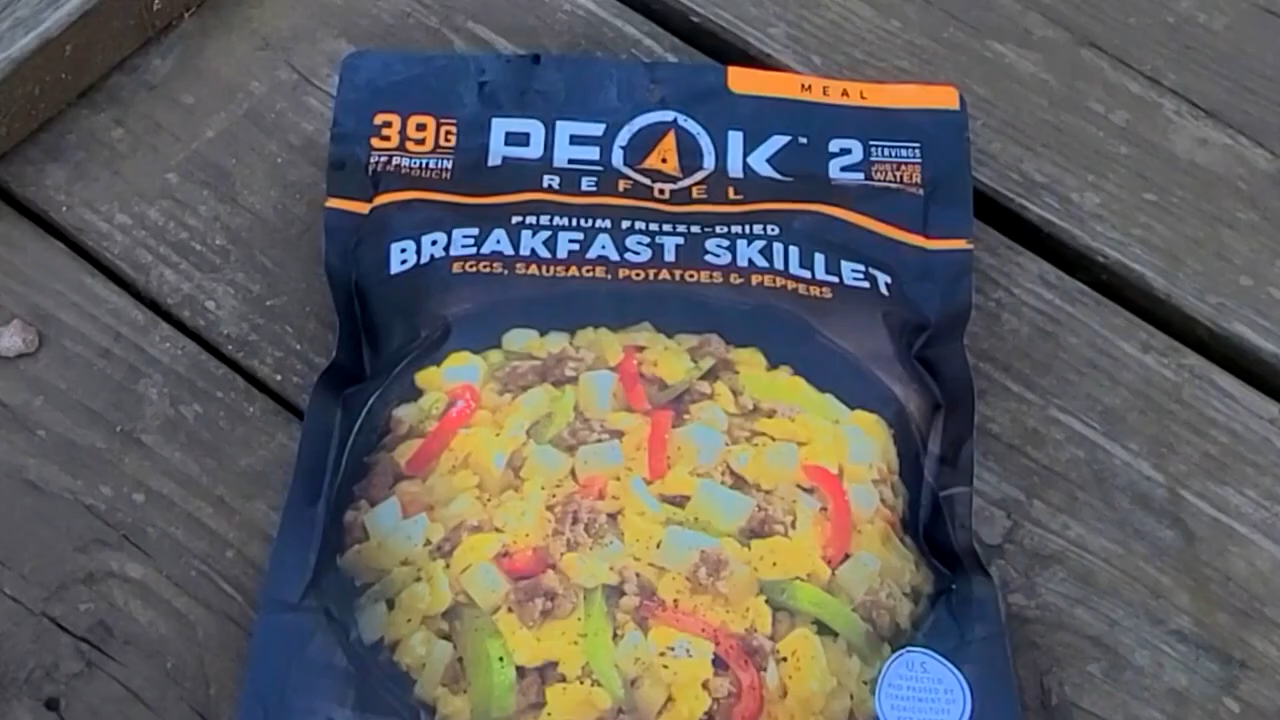 MEAL
39G
OF PROTEIN
PER POUCH
PEAK™
REFUEL
2
SERVINGS
JUST ADD
WATER
PREMIUM FREEZE-DRIED
BREAKFAST SKILLET
EGGS, SAUSAGE, POTATOES & PEPPERS
U.S.
INSPECTED
AND PASSED BY
DEPARTMENT OF
AGRICULTURE